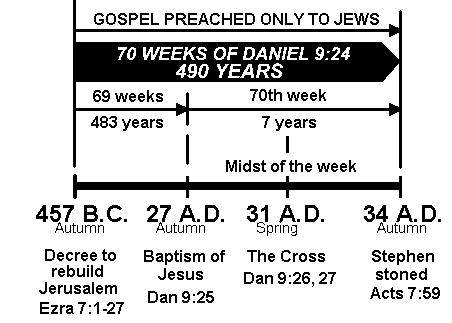 GOSPEL PREACHED ONLY TO JEWS
70 WEEKS OF DANIEL 9:24
490 YEARS
69 weeks
70th week
483 years
7 years
Midst of the week
457 B.C.
27 A.D.
31 A.D.
34 A.D.
Autumn
Autumn
Spring
Autumn
Decree to
rebuild
Jerusalem
Ezra 7:1-27
Baptism of
Jesus
Dan 9:25
The Cross
Dan 9:26, 27
Stephen
stoned
Acts 7:59